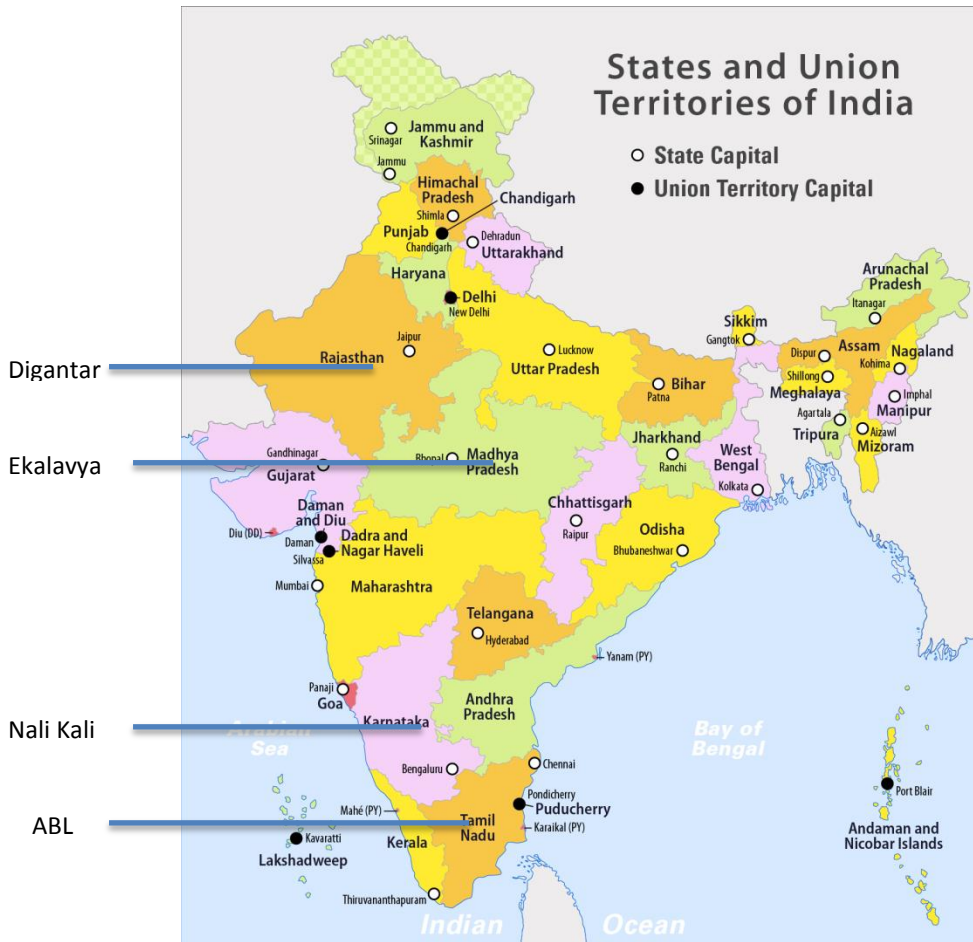 States and Union
Territories of India
State Capital
Union Territory Capital
Jammu and
Kashmir
Srinagar
Jammu
Himachal
Pradesh
Shimla
Chandigarh
Punjab
Chandigarh
Dehradun
Uttarakhand
Haryana
Delhi
New Delhi
Arunachal
Pradesh
Itanagar
Sikkim
Gangtok
Assam
Dispur
Nagaland
Kohima
Shillong
Meghalaya
Imphal
Manipur
Agartala
Tripura
Aizawl
Mizoram
Digantar
Jaipur
Rajasthan
Lucknow
Uttar Pradesh
Bihar
Patna
Ekalavya
Gandhinagar
Gujarat
Bhopal
Madhya
Pradesh
Jharkhand
Ranchi
West
Bengal
Kolkata
Chhattisgarh
Raipur
Odisha
Bhubaneshwar
Daman
and Diu
Diu (DD)
Daman
Dadra and
Nagar Haveli
Silvassa
Mumbai
Maharashtra
Telangana
Hyderabad
Yanam (PY)
Panaji
Goa
Nali Kali
Karnataka
Andhra
Pradesh
Arabian
Sea
Bay of
Bengal
Bengaluru
Chennai
Pondicherry
Puducherry
Port Blair
Mahé (PY)
ABL
Tamil
Nadu
Karaikal (PY)
Andaman and
Nicobar Islands
Kavaratti
Lakshadweep
Kerala
Thiruvananthapuram
Indian Ocean